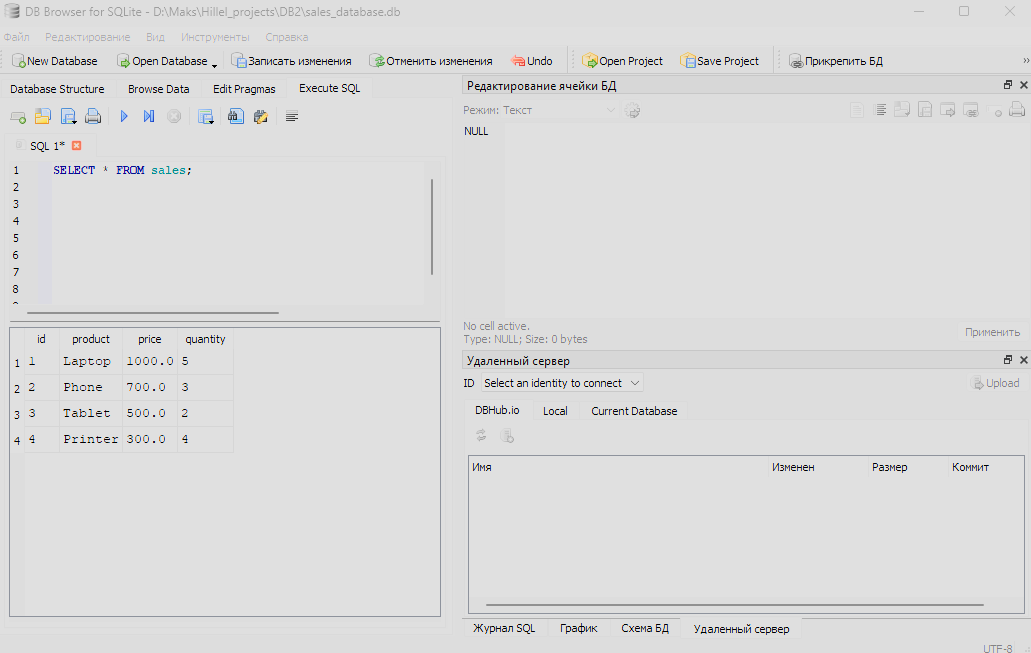 DB Browser for SQLite - D:\Maks\Hillel_projects\DB2\sales_database.db
Файл Редактирование Вид Инструменты Справка
New Database Open Database Записать изменения Отменить изменения Undo Open Project Save Project Прикрепить БД »
Database Structure Browse Data Edit Pragmas Execute SQL
SQL 1*
1 SELECT * FROM sales;
2
3
4
5
6
7
8
id product price quantity
1 1 Laptop 1000.0 5
2 2 Phone 700.0 3
3 3 Tablet 500.0 2
4 4 Printer 300.0 4
Редактирование ячейки БД
Режим: Текст
NULL
No cell active.
Type: NULL; Size: 0 bytes
Применить
Удаленный сервер
ID Select an identity to connect Upload
DBHub.io Local Current Database
Имя Изменен Размер Коммит
Журнал SQL График Схема БД Удаленный сервер
UTF-8